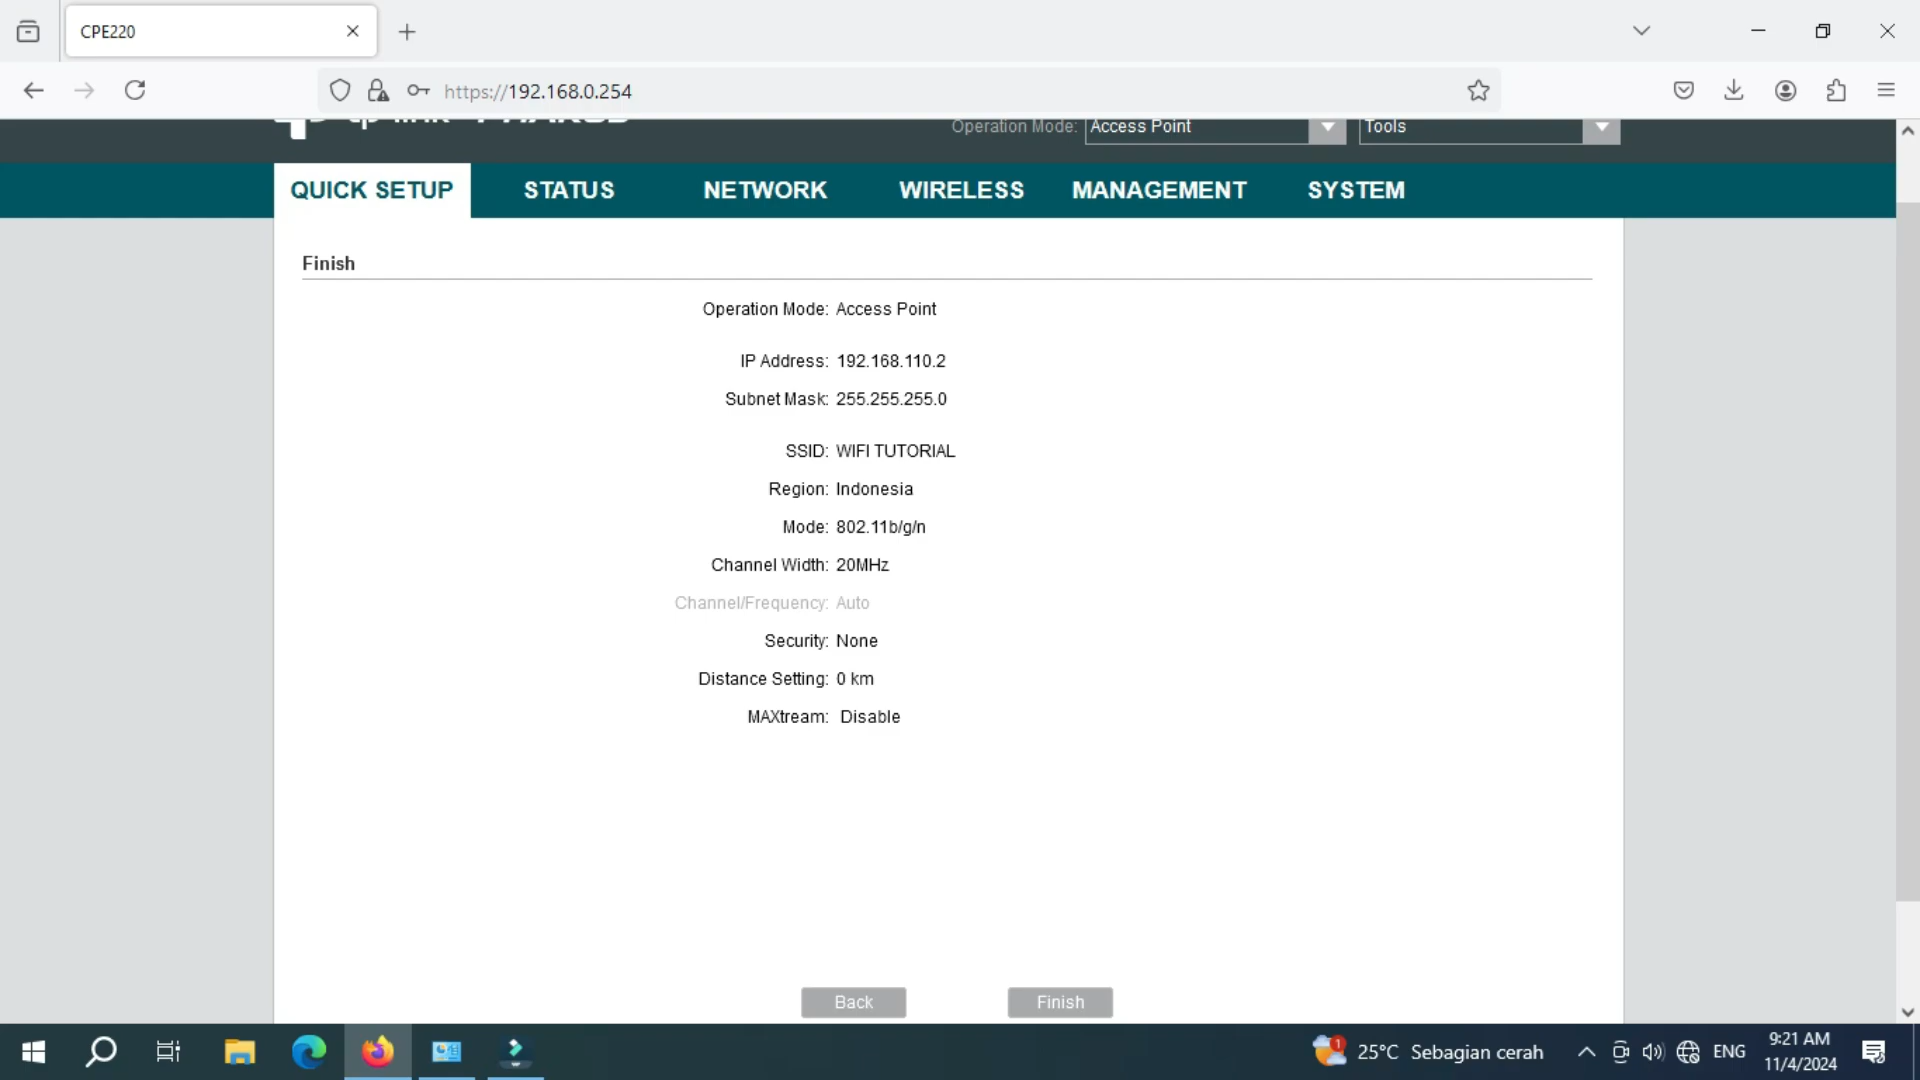 CPE220
https://192.168.0.254
Operation Mode: Access Point Tools
QUICK SETUP STATUS NETWORK WIRELESS MANAGEMENT SYSTEM
Finish
Operation Mode: Access Point
IP Address: 192.168.110.2
Subnet Mask: 255.255.255.0
SSID: WIFI TUTORIAL
Region: Indonesia
Mode: 802.11b/g/n
Channel Width: 20MHz
Channel/Frequency: Auto
Security: None
Distance Setting: 0 km
MAXtream: Disable
Back Finish
1 25°C Sebagian cerah ENG 9:21 AM
11/4/2024